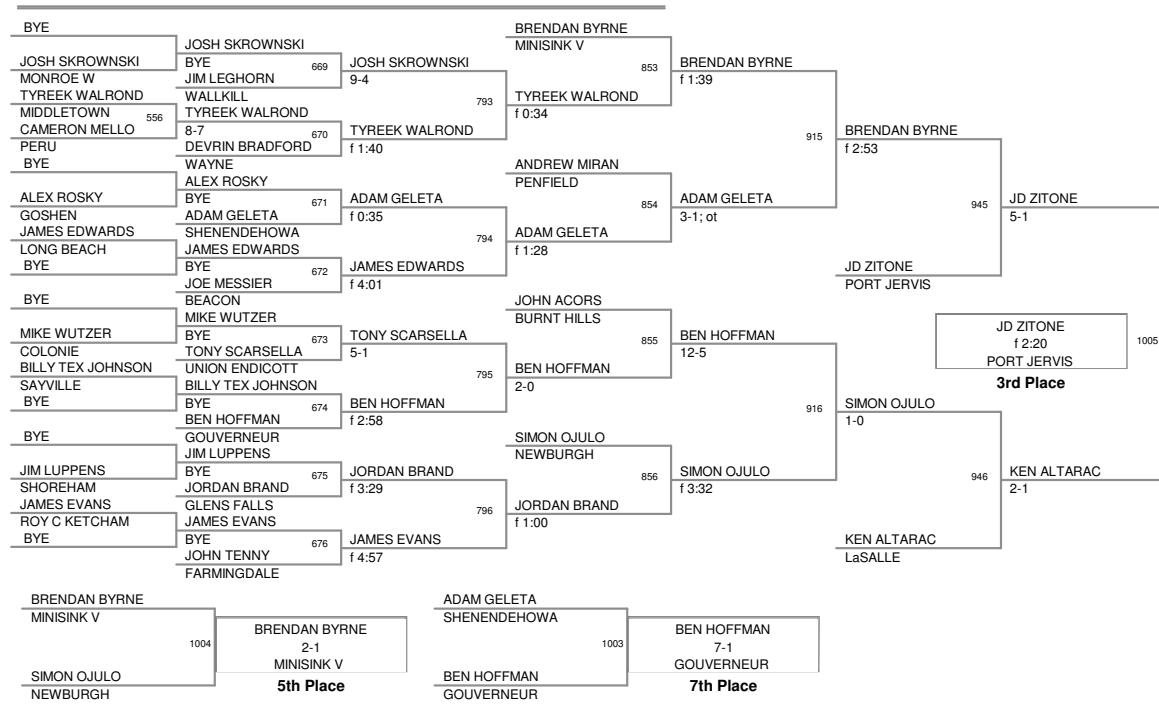 BYE
JOSH SKROWNSKI
MONROE W
TYREEK WALROND
MIDDLETOWN
556
CAMERON MELLO
PERU
BYE
ALEX ROSKY
GOSHEN
JAMES EDWARDS
LONG BEACH
BYE
BYE
MIKE WUTZER
COLONIE
BILLY TEX JOHNSON
SAYVILLE
BYE
BYE
JIM LUPPENS
SHOREHAM
JAMES EVANS
ROY C KETCHAM
BYE
JOSH SKROWNSKI
BYE
669
JIM LEGHORN
WALLKILL
TYREEK WALROND
8-7
670
DEVRIN BRADFORD
WAYNE
ALEX ROSKY
BYE
671
ADAM GELETA
SHENENDEHOWA
JAMES EDWARDS
BYE
672
JOE MESSIER
BEACON
MIKE WUTZER
BYE
673
TONY SCARSELLA
UNION ENDICOTT
BILLY TEX JOHNSON
BYE
674
BEN HOFFMAN
GOUVERNEUR
JIM LUPPENS
BYE
675
JORDAN BRAND
GLENS FALLS
JAMES EVANS
BYE
676
JOHN TENNY
FARMINGDALE
JOSH SKROWNSKI
9-4
793
TYREEK WALROND
f 1:40
ADAM GELETA
f 0:35
794
JAMES EDWARDS
f 4:01
TONY SCARSELLA
5-1
795
BEN HOFFMAN
f 2:58
JORDAN BRAND
f 3:29
796
JAMES EVANS
f 4:57
BRENDAN BYRNE
MINISINK V
853
TYREEK WALROND
f 0:34
ANDREW MIRAN
PENFIELD
854
ADAM GELETA
f 1:28
JOHN ACORS
BURNT HILLS
855
BEN HOFFMAN
2-0
SIMON OJULO
NEWBURGH
856
JORDAN BRAND
f 1:00
BRENDAN BYRNE
f 1:39
915
ADAM GELETA
3-1; ot
BEN HOFFMAN
12-5
916
SIMON OJULO
f 3:32
BRENDAN BYRNE
f 2:53
945
JD ZITONE
PORT JERVIS
SIMON OJULO
1-0
946
KEN ALTARAC
LaSALLE
JD ZITONE
5-1
JD ZITONE
f 2:20
PORT JERVIS
1005
3rd Place
KEN ALTARAC
2-1
BRENDAN BYRNE
MINISINK V
1004
SIMON OJULO
NEWBURGH
BRENDAN BYRNE
2-1
MINISINK V
5th Place
ADAM GELETA
SHENENDEHOWA
1003
BEN HOFFMAN
GOUVERNEUR
BEN HOFFMAN
7-1
GOUVERNEUR
7th Place